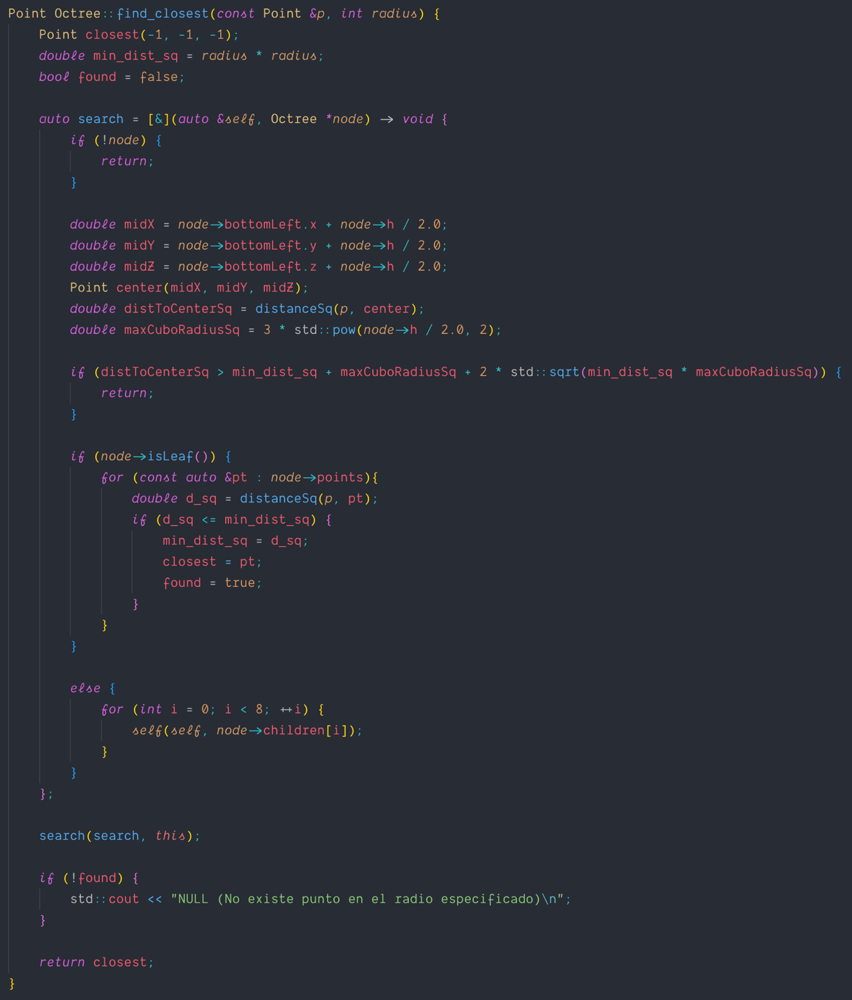 Point Octree::find_closest(const Point &p, int radius) {
    Point closest(-1, -1, -1);
    double min_dist_sq = radius * radius;
    bool found = false;

    auto search = [&](auto &self, Octree *node) -> void {
        if (!node) {
            return;
        }

        double midX = node->bottomLeft.x + node->h / 2.0;
        double midY = node->bottomLeft.y + node->h / 2.0;
        double midZ = node->bottomLeft.z + node->h / 2.0;
        Point center(midX, midY, midZ);
        double distToCenterSq = distanceSq(p, center);
        double maxCuboRadiusSq = 3 * std::pow(node->h / 2.0, 2);

        if (distToCenterSq > min_dist_sq + maxCuboRadiusSq + 2 * std::sqrt(min_dist_sq * maxCuboRadiusSq)) {
            return;
        }

        if (node->isLeaf()) {
            for (const auto &pt : node->points){
                double d_sq = distanceSq(p, pt);
                if (d_sq <= min_dist_sq) {
                    min_dist_sq = d_sq;
                    closest = pt;
                    found = true;
                }
            }
        }

        else {
            for (int i = 0; i < 8; ++i) {
                self(self, node->children[i]);
            }
        }
    };

    search(search, this);

    if (!found) {
        std::cout << "NULL (No existe punto en el radio especificado)\n";
    }

    return closest;
}